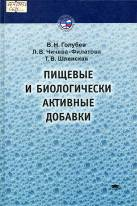 В. Н. Голубев
Л. В. Чичева-Филатова
Т. В. Шленская
ПИЩЕВЫЕ И
БИОЛОГИЧЕСКИ
АКТИВНЫЕ
ДОБАВКИ